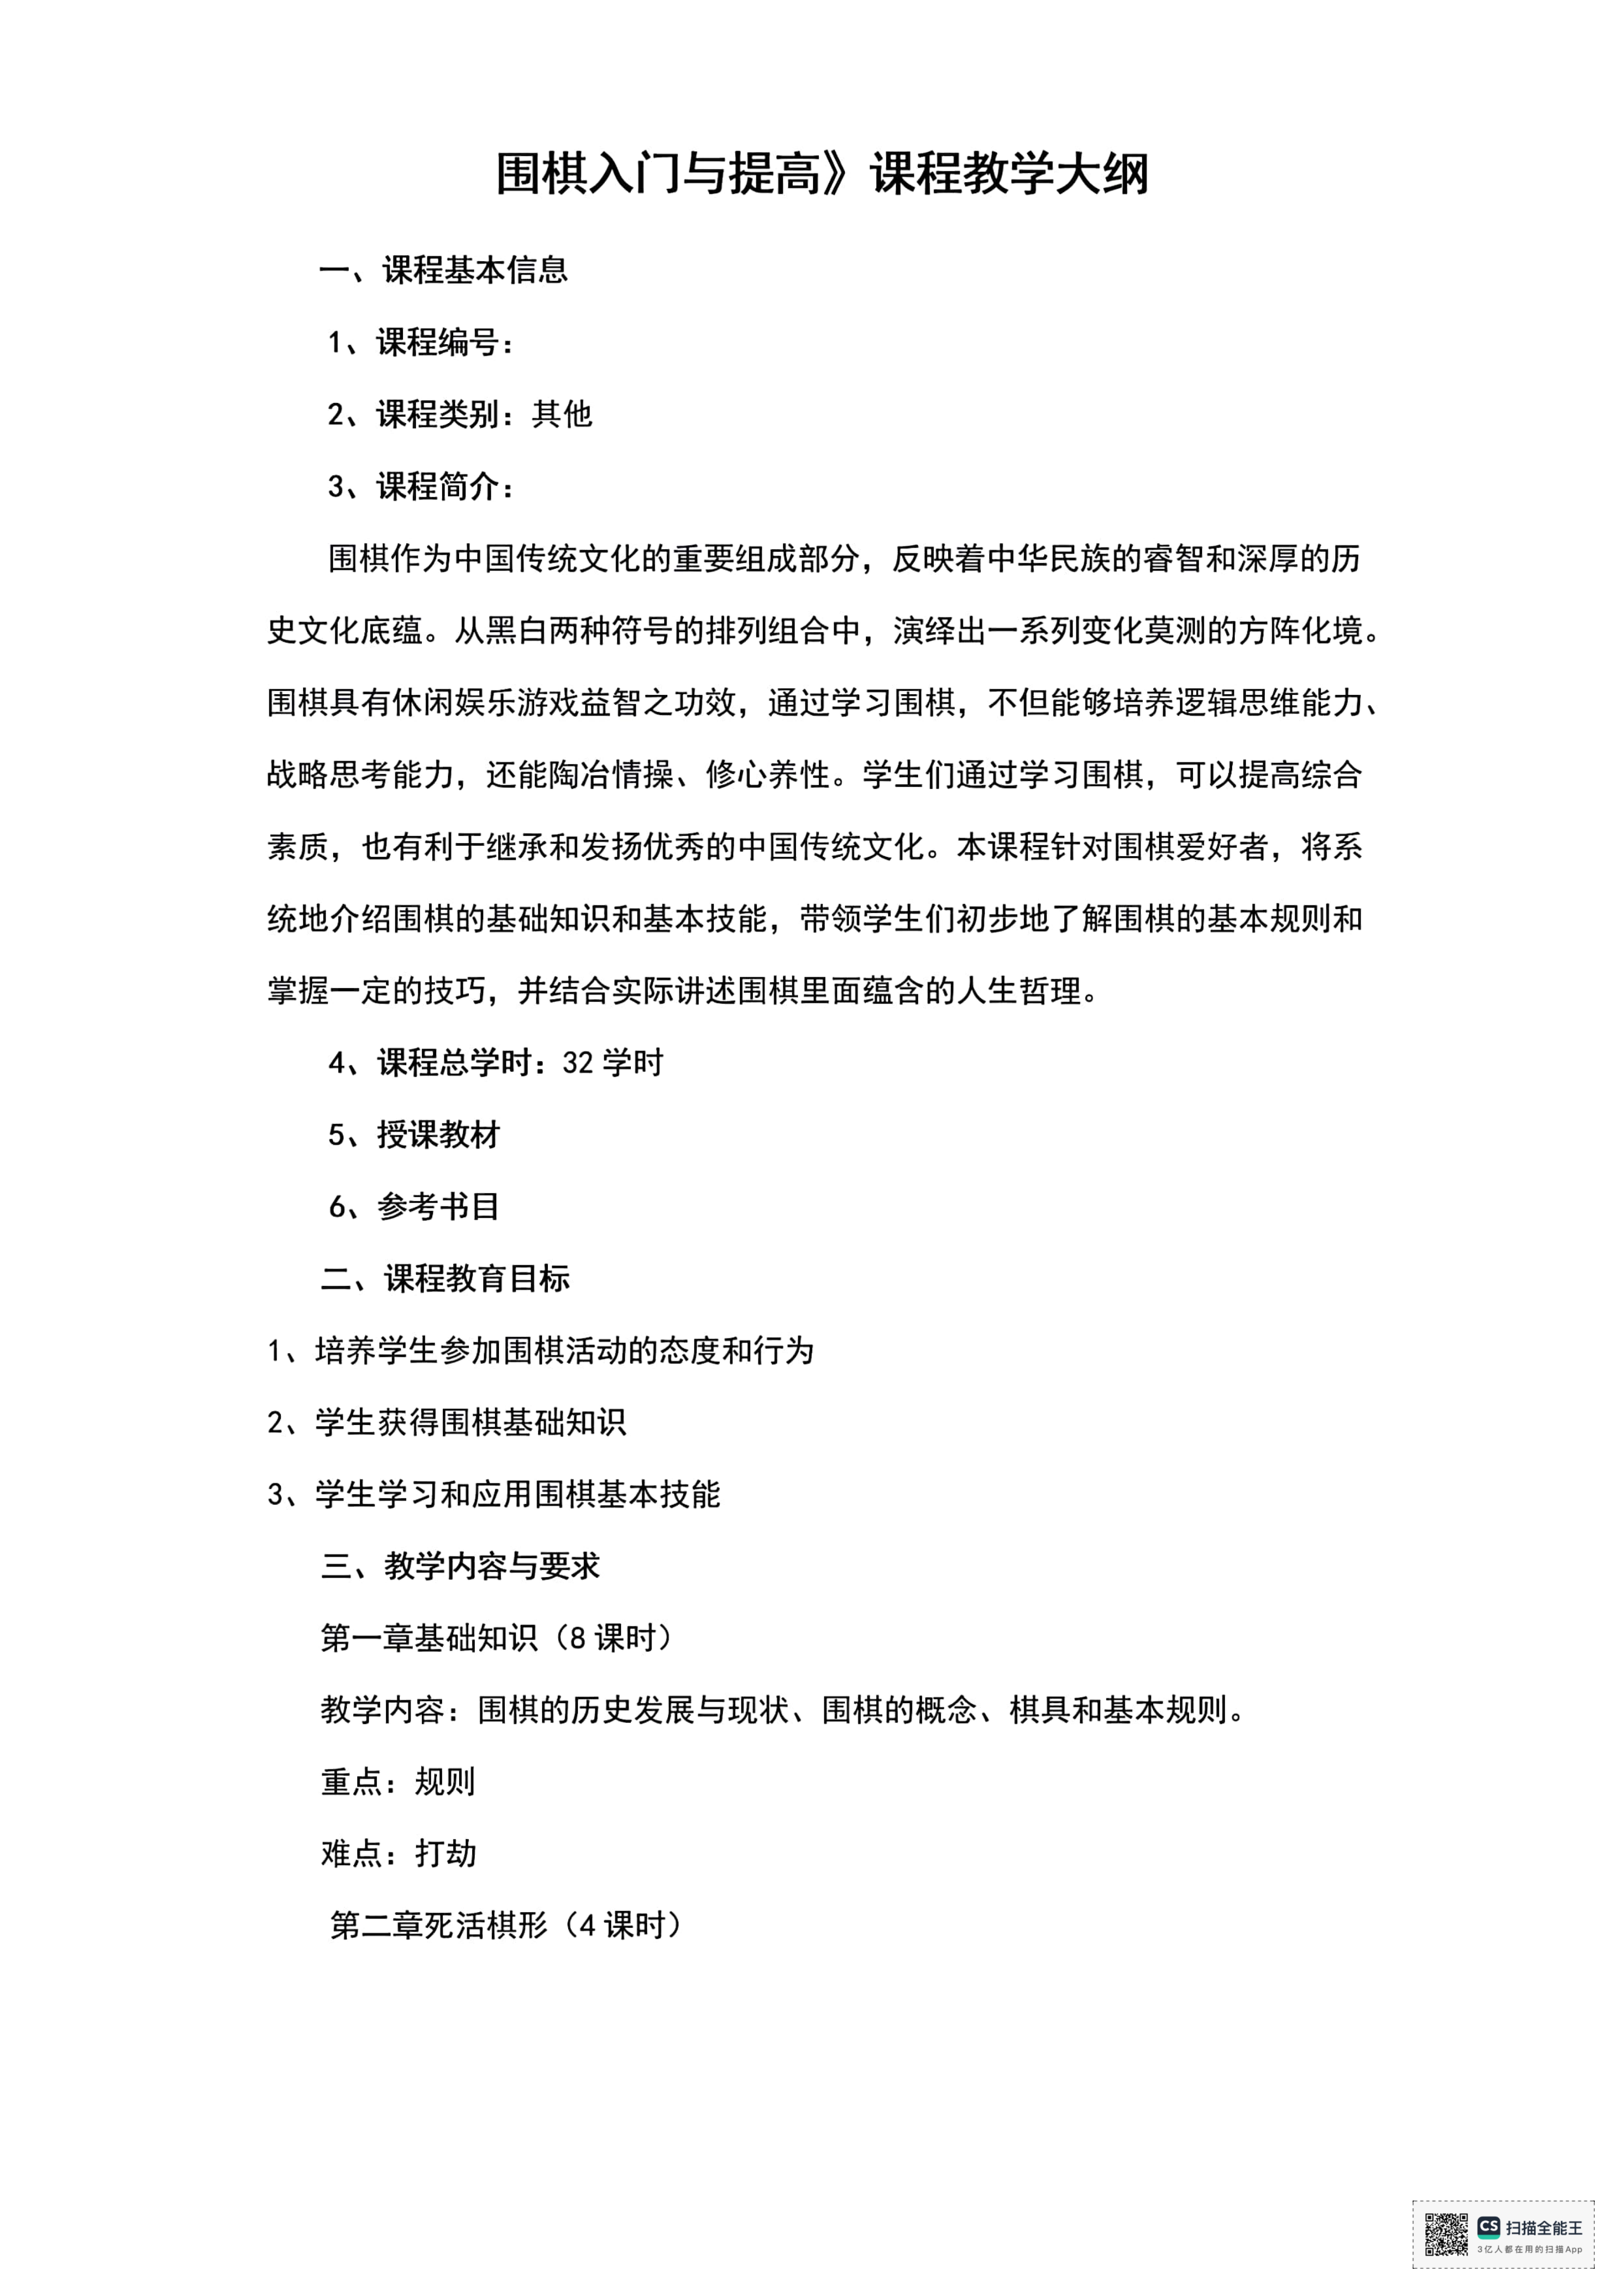 围棋入门与提高》课程教学大纲
一、课程基本信息
1、课程编号：
2、课程类别：其他
3、课程简介：
围棋作为中国传统文化的重要组成部分，反映着中华民族的睿智和深厚的历
史文化底蕴。从黑白两种符号的排列组合中，演绎出一系列变化莫测的方阵化境。
围棋具有休闲娱乐游戏益智之功效，通过学习围棋，不但能够培养逻辑思维能力、
战略思考能力，还能陶冶情操、修心养性。学生们通过学习围棋，可以提高综合
素质，也有利于继承和发扬优秀的中国传统文化。本课程针对围棋爱好者，将系
统地介绍围棋的基础知识和基本技能，带领学生们初步地了解围棋的基本规则和
掌握一定的技巧，并结合实际讲述围棋里面蕴含的人生哲理。
4、课程总学时：32 学时
5、授课教材
6、参考书目
二、课程教育目标
1、培养学生参加围棋活动的态度和行为
2、学生获得围棋基础知识
3、学生学习和应用围棋基本技能
三、教学内容与要求
第一章基础知识（8 课时）
教学内容：围棋的历史发展与现状、围棋的概念、棋具和基本规则。
重点：规则
难点：打劫
第二章死活棋形（4 课时）
CS 扫描全能王
3亿人都在用的扫描App